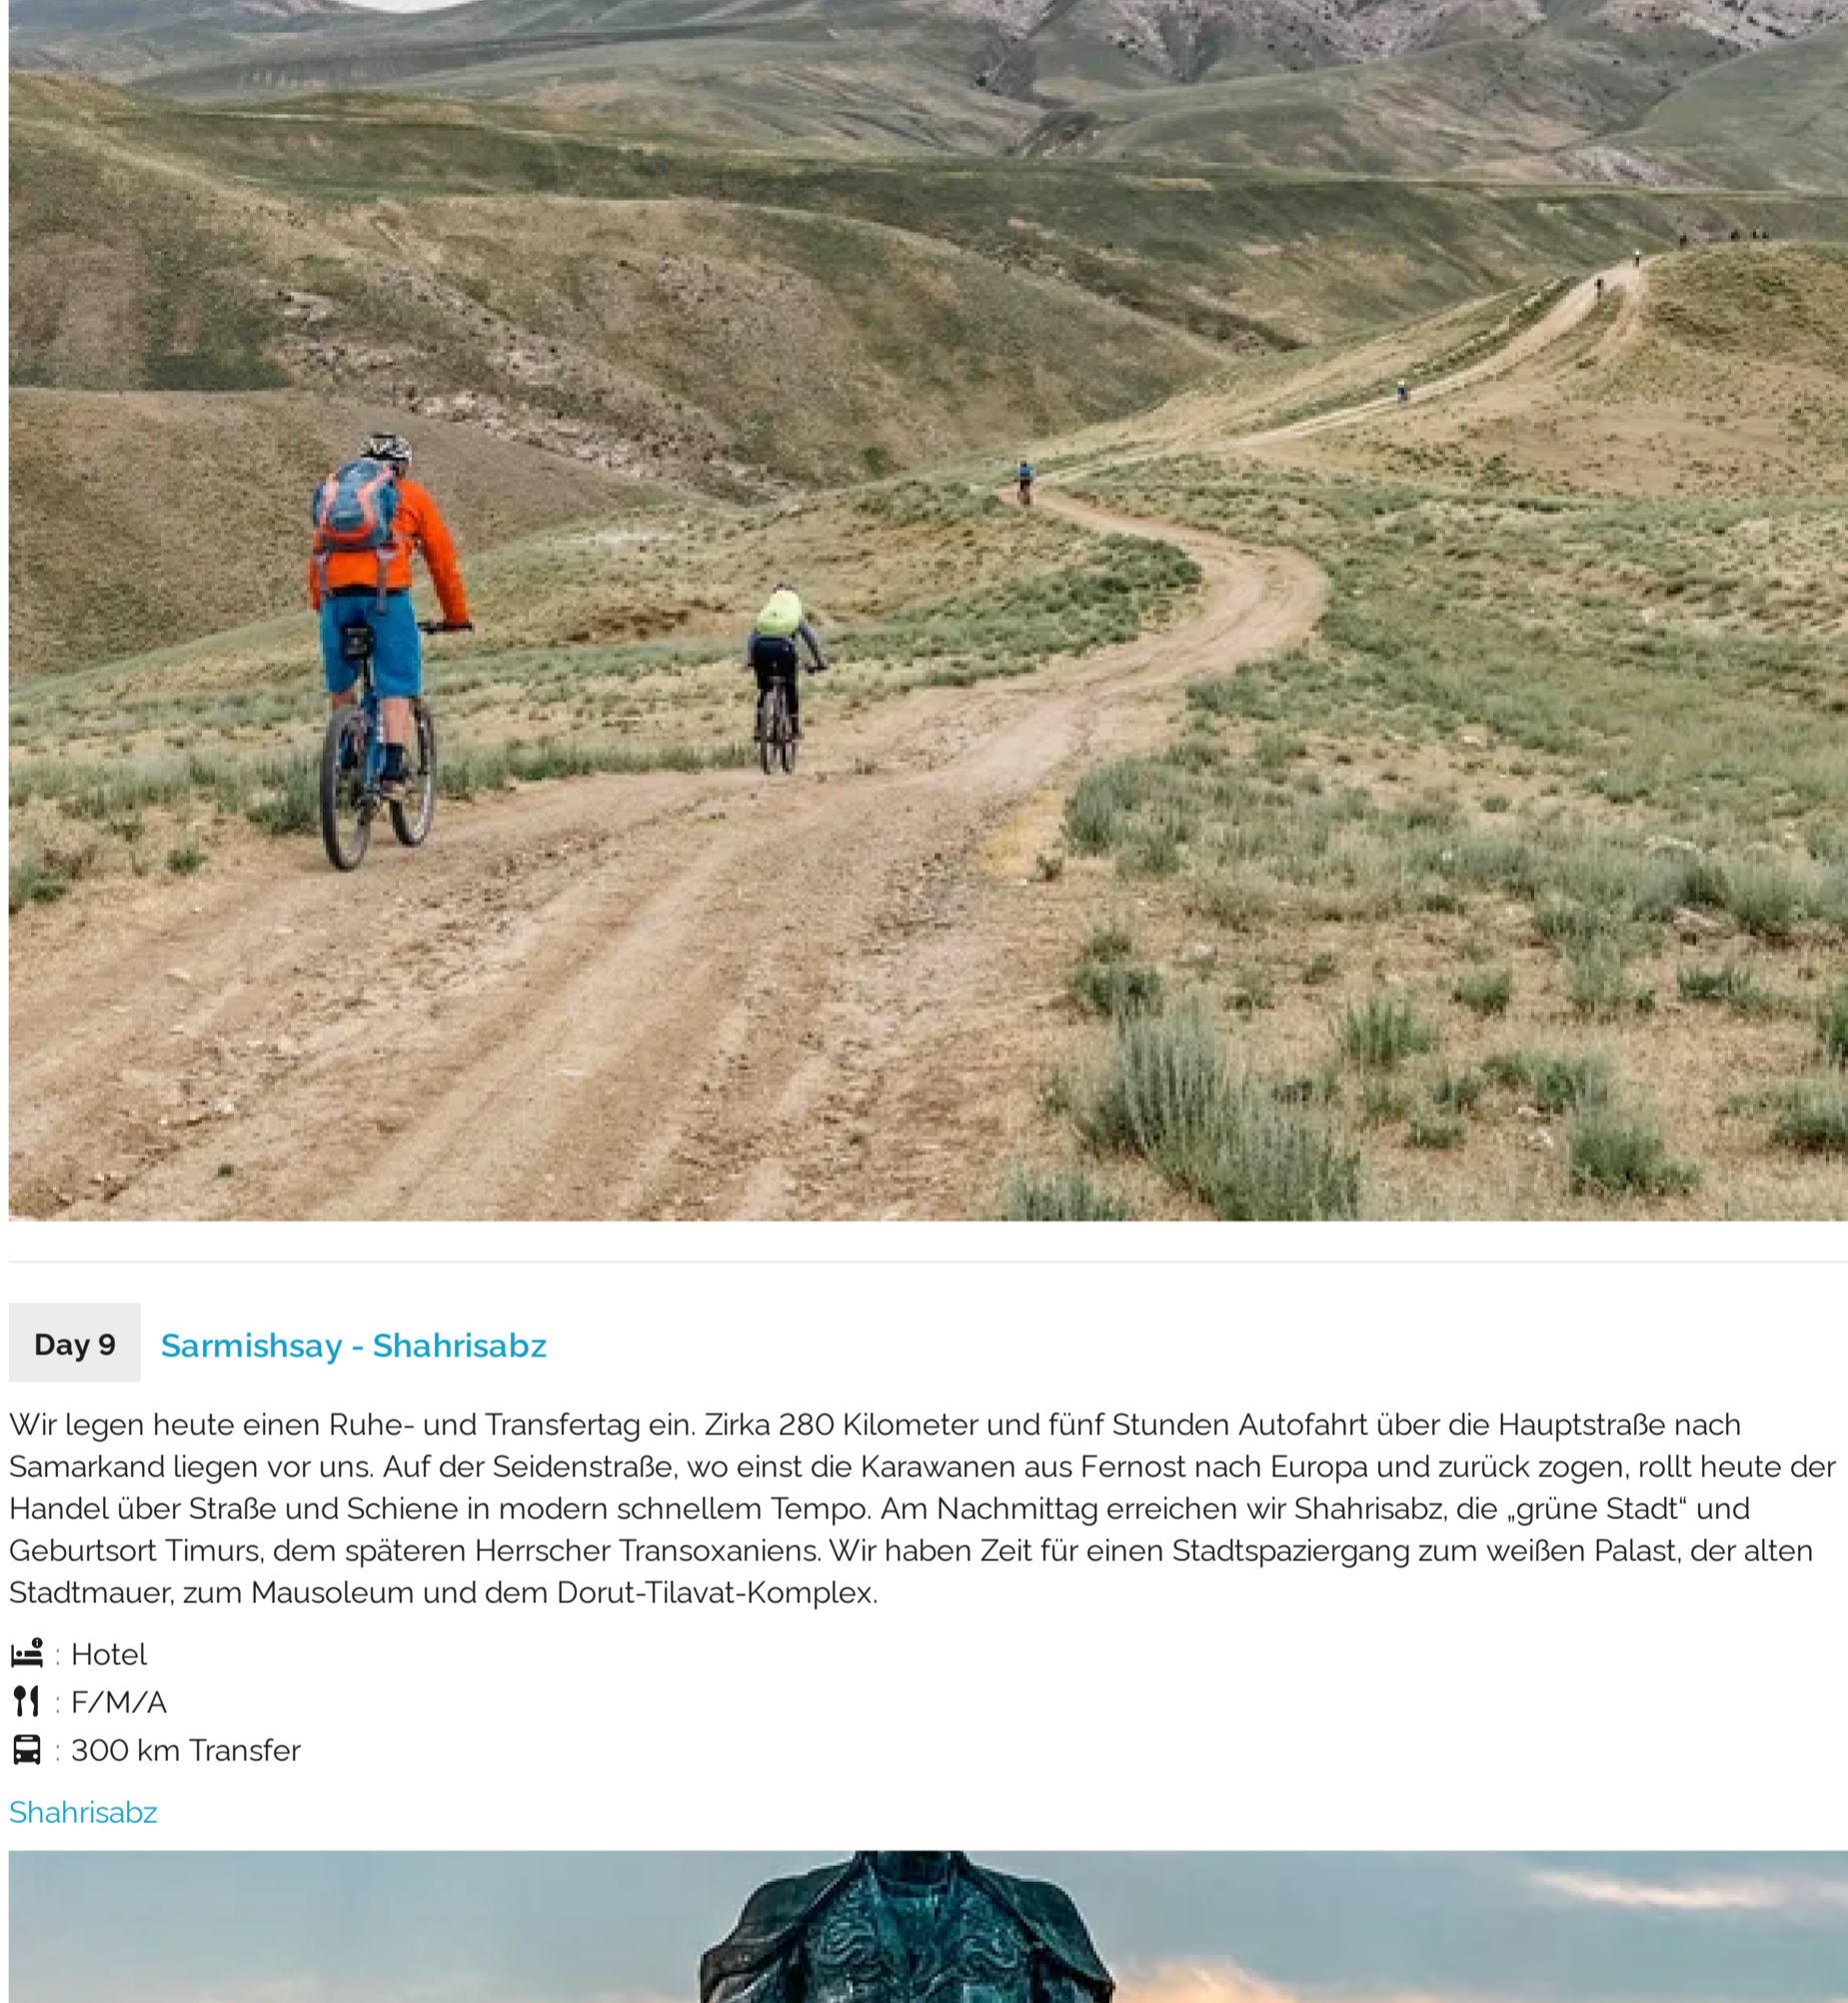 Day 9 Sarmishsay - Shahrisabz
Wir legen heute einen Ruhe- und Transfertag ein. Zirka 280 Kilometer und fünf Stunden Autofahrt über die Hauptstraße nach
Samarkand liegen vor uns. Auf der Seidenstraße, wo einst die Karawanen aus Fernost nach Europa und zurück zogen, rollt heute der
Handel über Straße und Schiene in modern schnellem Tempo. Am Nachmittag erreichen wir Shahrisabz, die „grüne Stadt“ und
Geburtsort Timurs, dem späteren Herrscher Transoxaniens. Wir haben Zeit für einen Stadtspaziergang zum weißen Palast, der alten
Stadtmauer, zum Mausoleum und dem Dorut-Tilavat-Komplex.
: Hotel
: F/M/A
: 300 km Transfer
Shahrisabz